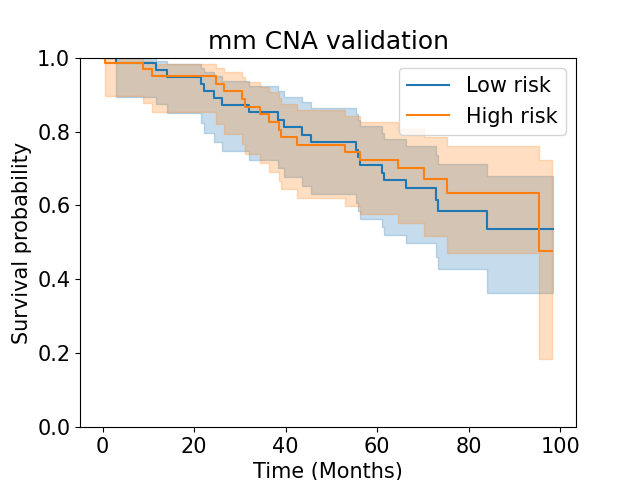 mm CNA validation
Low risk
High risk
Survival probability
1.0
0.8
0.6
0.4
0.2
0.0
0 20 40 60 80 100
Time (Months)